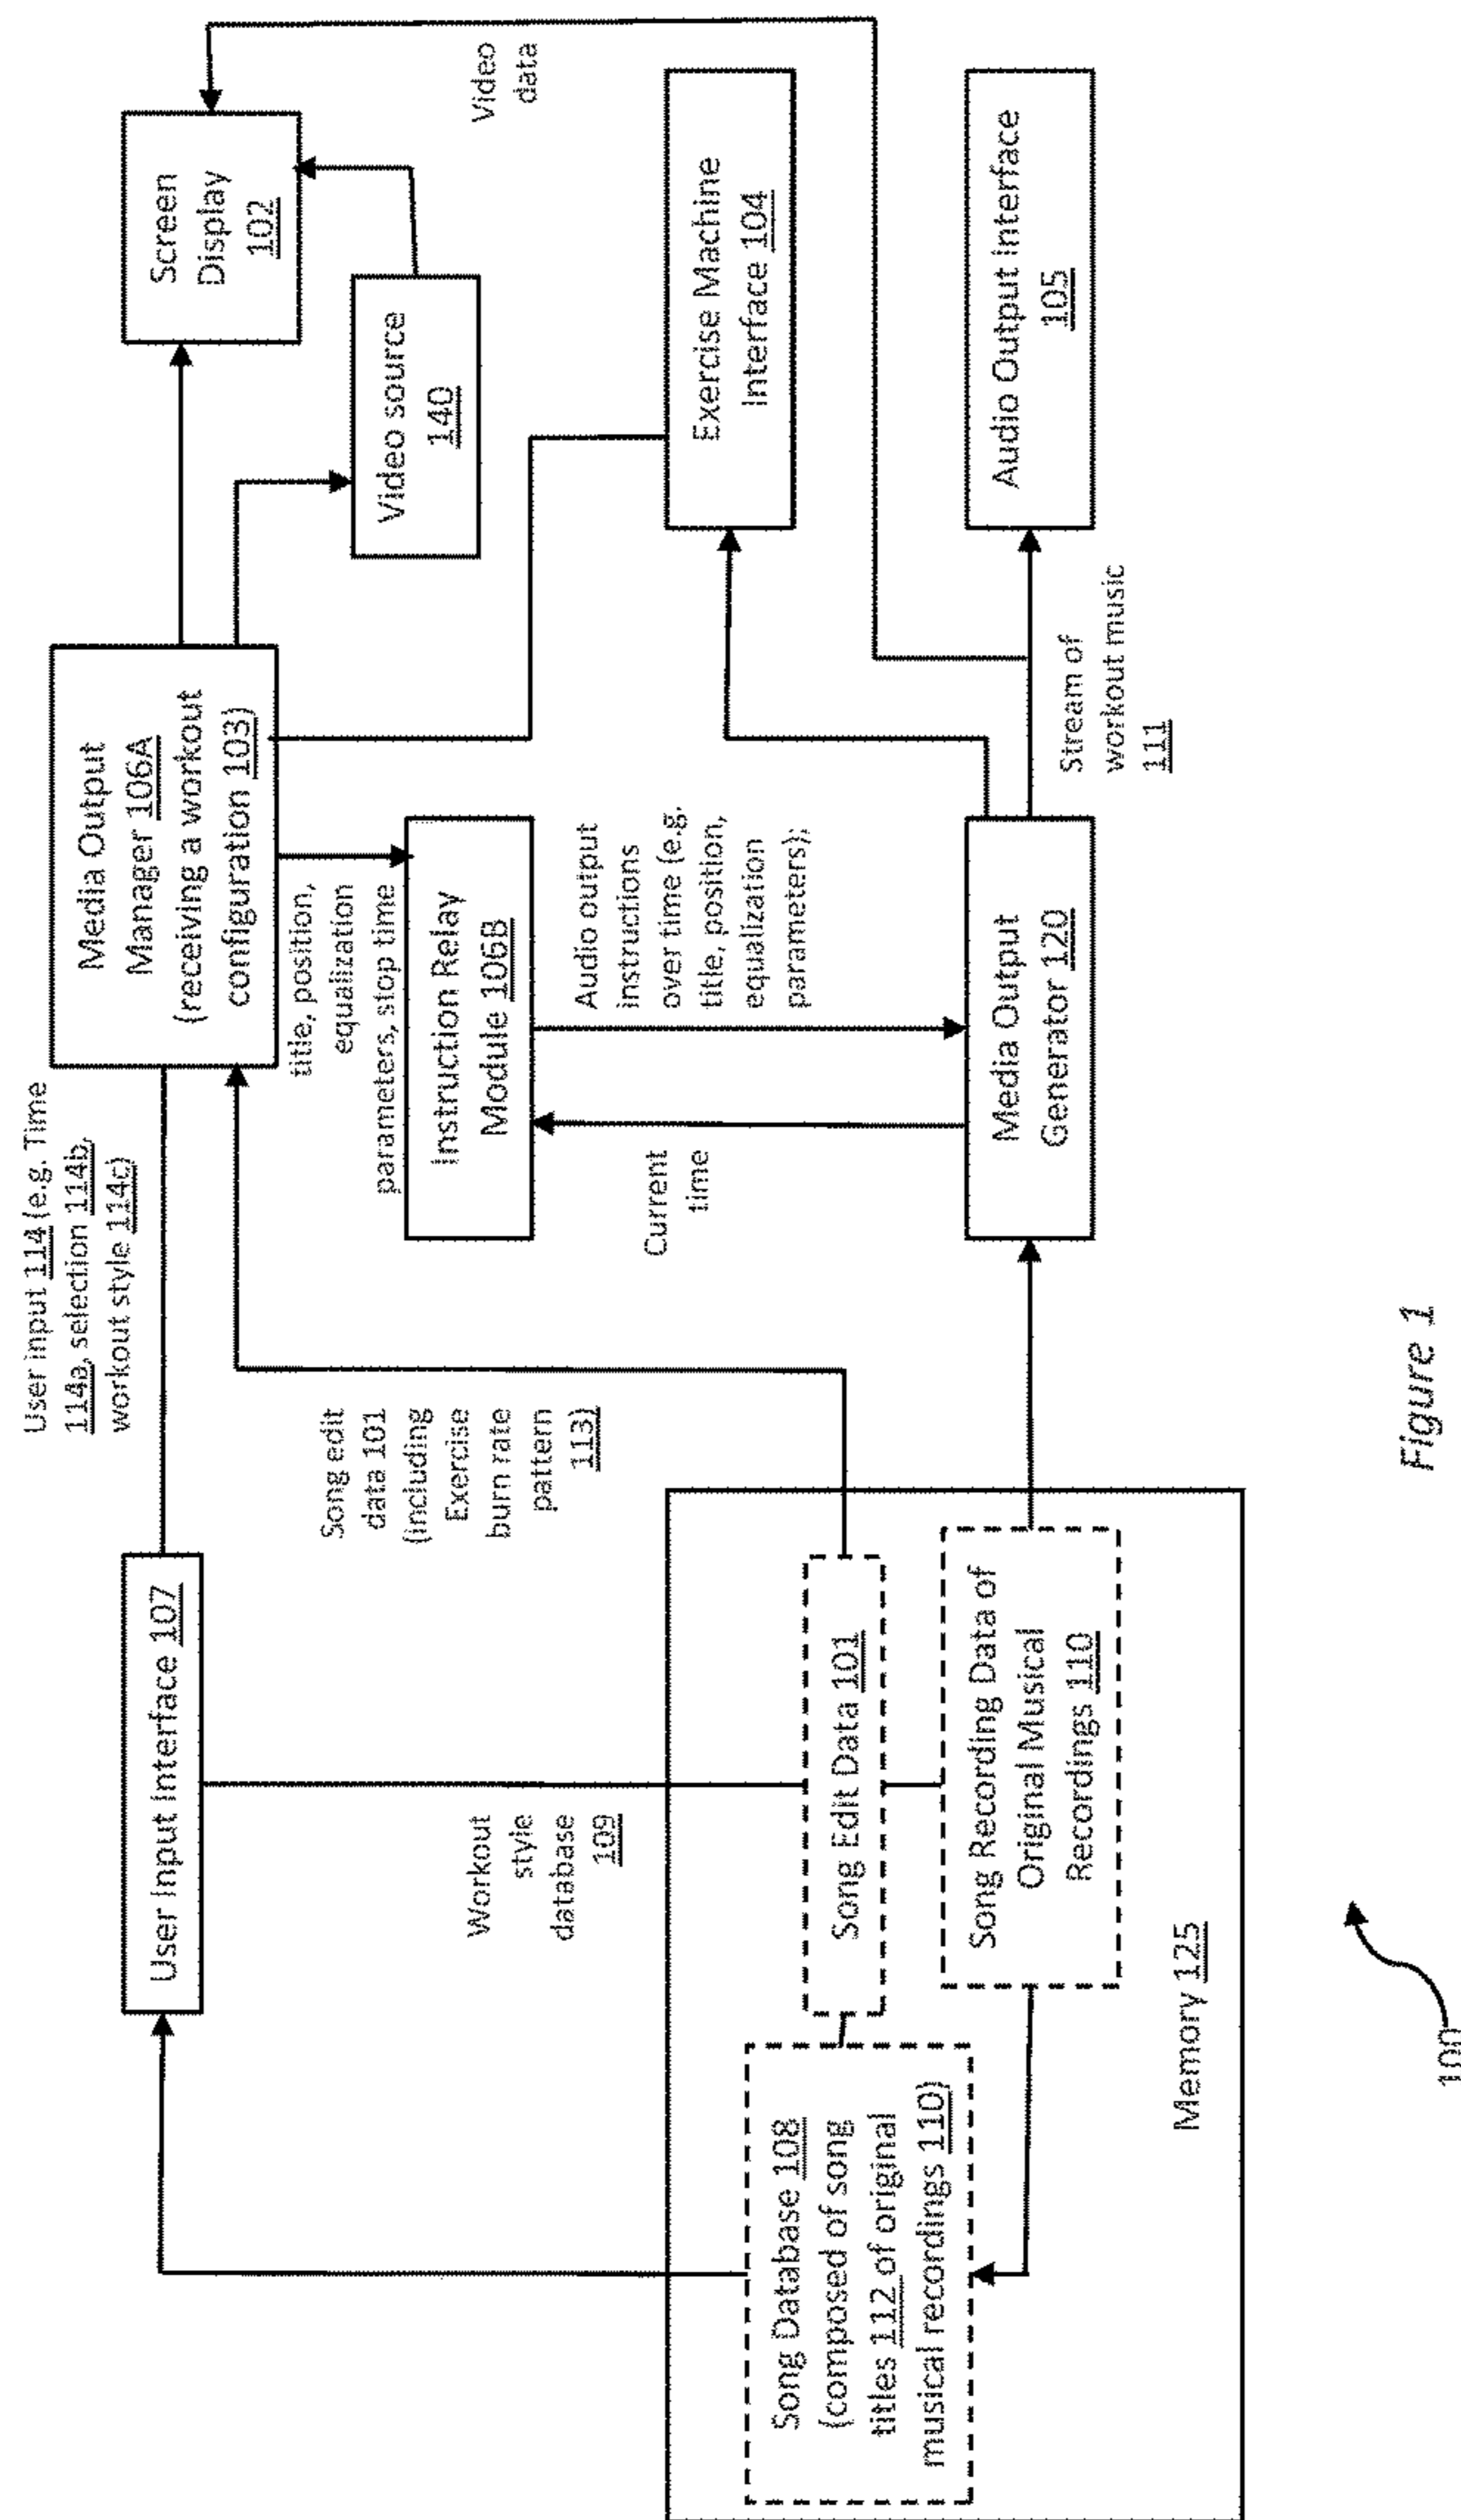 User Input Interface 107
User input 114 (e.g. Time
114a, selection 114b,
workout style 114c)
Media Output
Manager 106A
(receiving a workout
configuration 103)
Screen
Display
102
Video source
140
Video
data
Song edit
data 101
(including
Exercise
burn rate
pattern
113)
title, position,
equalization
parameters, stop time
Instruction Relay
Module 106B
Workout
style
database
109
Current
time
Audio output
instructions
over time (e.g.
title, position,
equalization
parameters);
Exercise Machine
Interface 104
Song Database 108
(composed of song
titles 112 of original
musical recordings 110)
Song Edit Data 101
Song Recording Data of
Original Musical
Recordings 110
Memory 125
Media Output
Generator 120
Stream of
workout music
111
Audio Output Interface
105
100
Figure 1